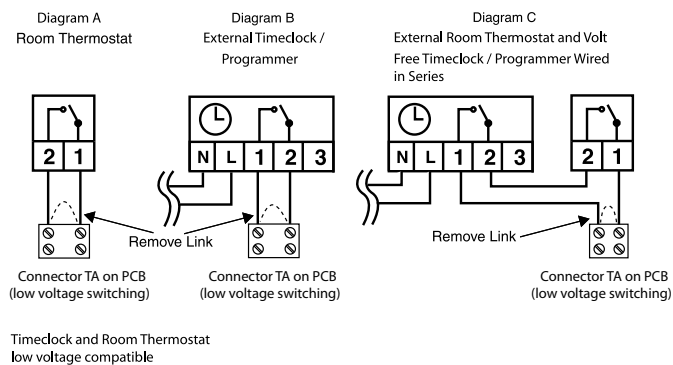 Diagram A
Room Thermostat
2 1
Remove Link
Connector TA on PCB
(low voltage switching)
Diagram B
External Timeclock /
Programmer
N L 1 2 3
Connector TA on PCB
(low voltage switching)
Diagram C
External Room Thermostat and Volt
Free Timeclock / Programmer Wired
in Series
N L 1 2 3
2 1
Remove Link
Connector TA on PCB
(low voltage switching)
Timeclock and Room Thermostat
low voltage compatible